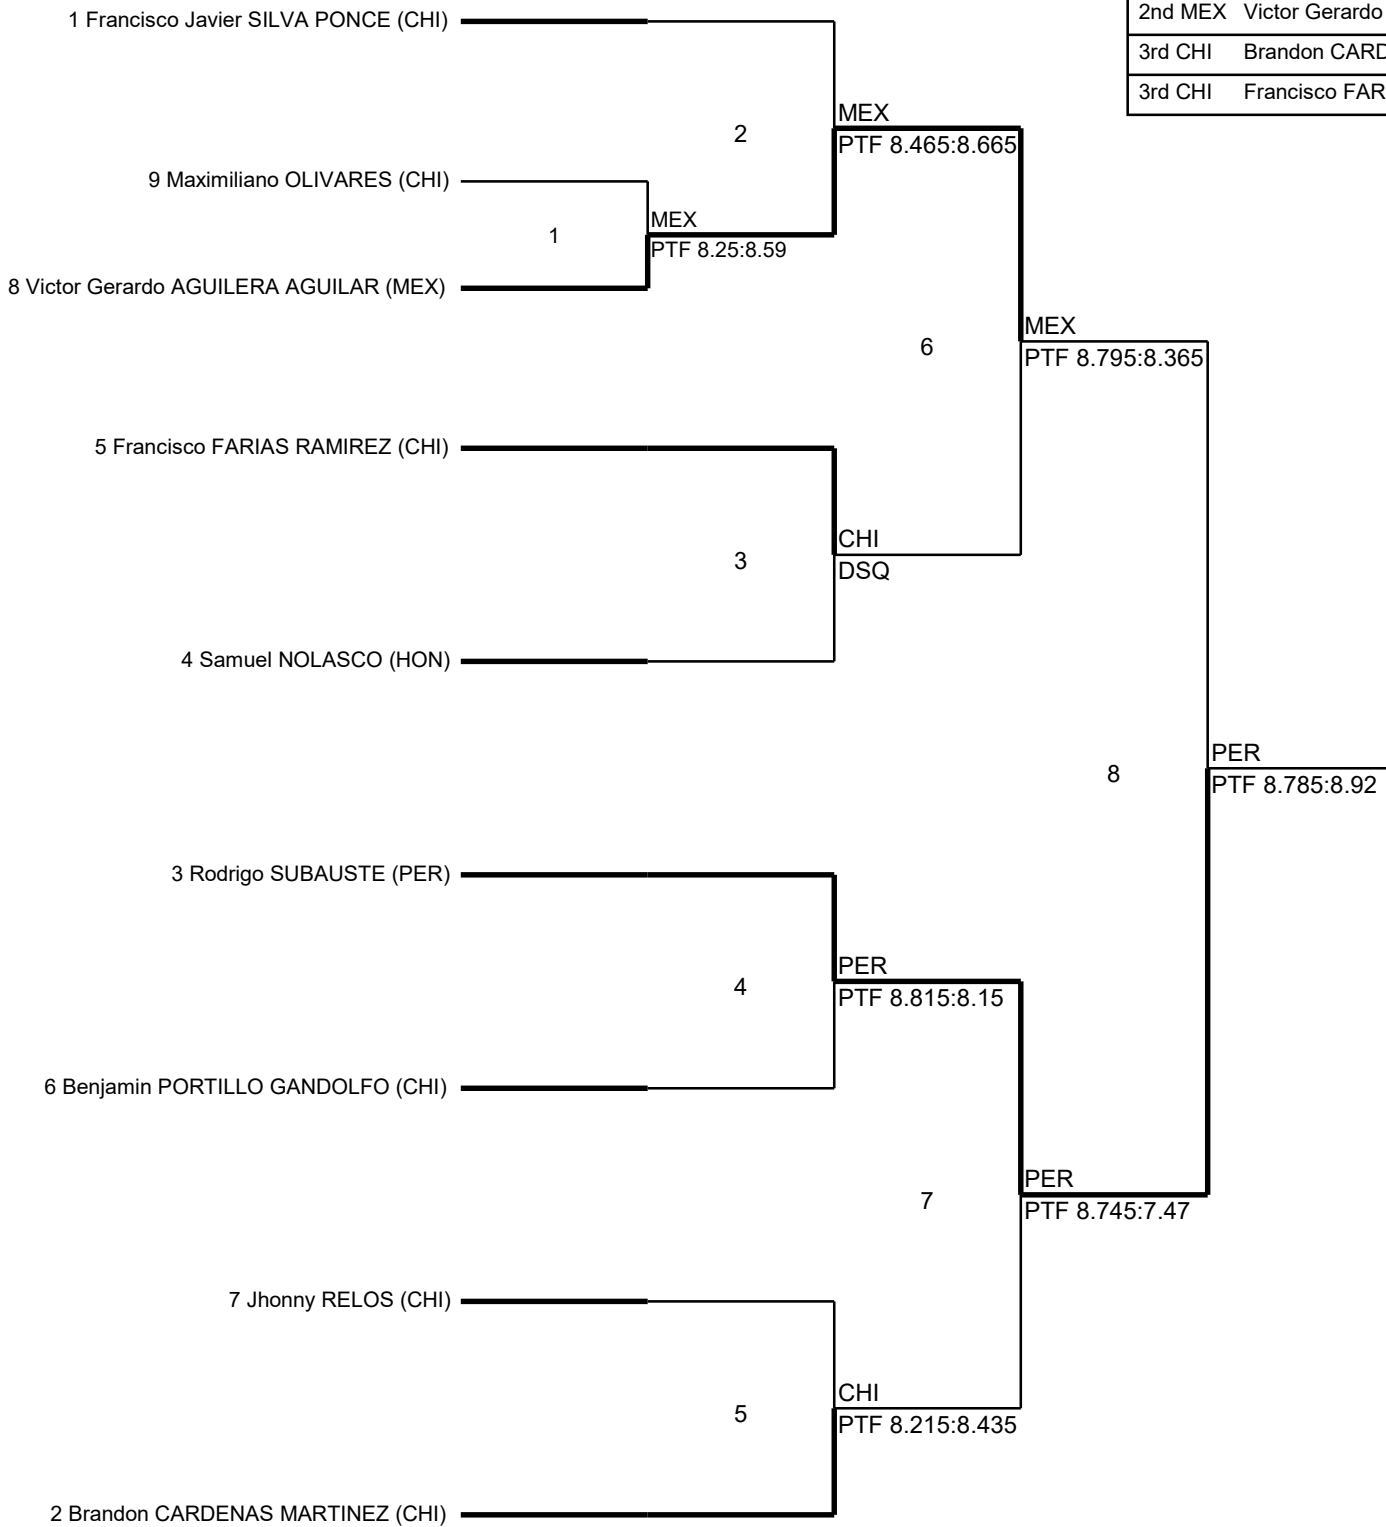 1 Francisco Javier SILVA PONCE (CHI)
2nd MEX Victor Gerardo
3rd CHI Brandon CARD
3rd CHI Francisco FAR
MEX
2
PTF 8.465:8.665
9 Maximiliano OLIVARES (CHI)
MEX
1
PTF 8.25:8.59
8 Victor Gerardo AGUILERA AGUILAR (MEX)
MEX
6
PTF 8.795:8.365
5 Francisco FARIAS RAMIREZ (CHI)
CHI
3
DSQ
4 Samuel NOLASCO (HON)
PER
8
PTF 8.785:8.92
3 Rodrigo SUBAUSTE (PER)
PER
4
PTF 8.815:8.15
6 Benjamin PORTILLO GANDOLFO (CHI)
PER
7
PTF 8.745:7.47
7 Jhonny RELOS (CHI)
CHI
5
PTF 8.215:8.435
2 Brandon CARDENAS MARTINEZ (CHI)